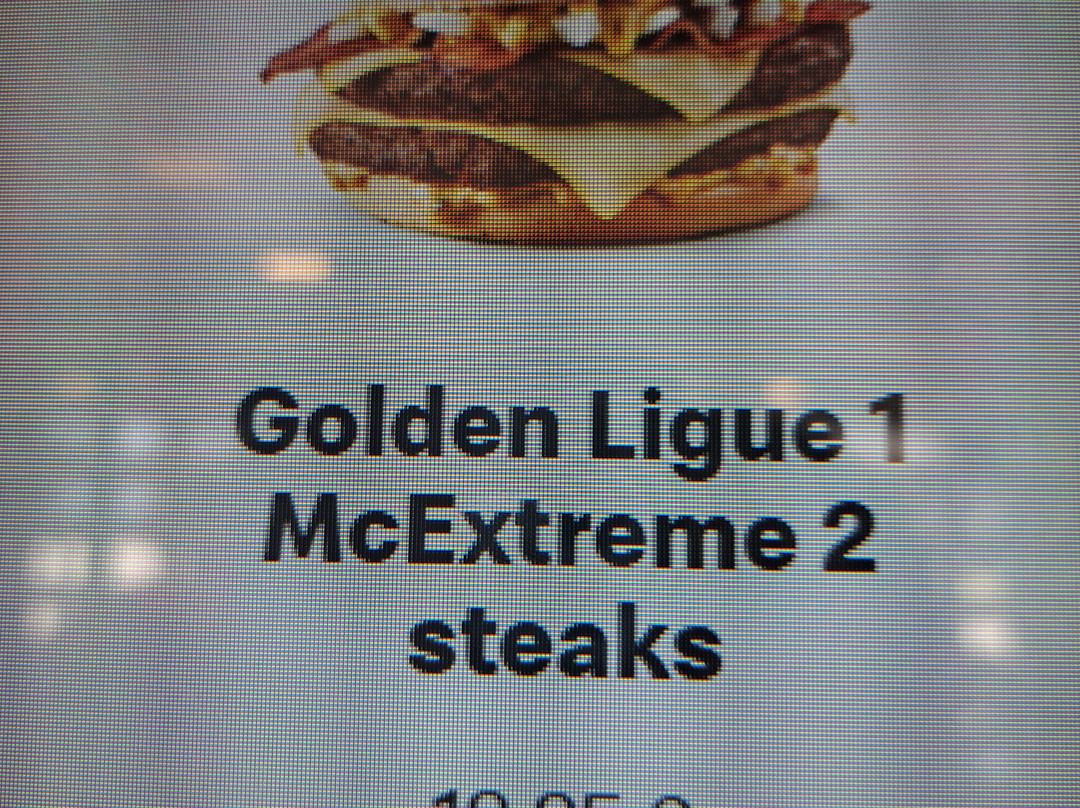 Golden Ligue 1
McExtreme 2
steaks